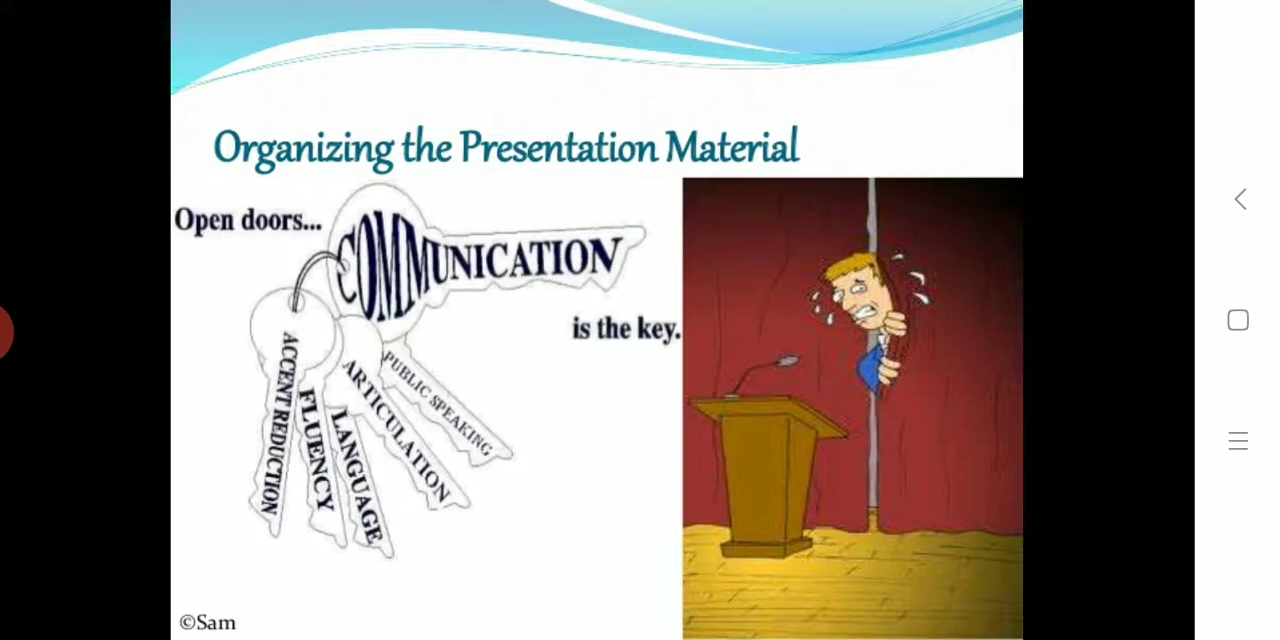 Organizing the Presentation Material
Open doors...
COMMUNICATION
is the key.
ACCENT REDUCTION
FLUENCY
LANGUAGE
ARTICULATION
PUBLIC SPEAKING
©Sam